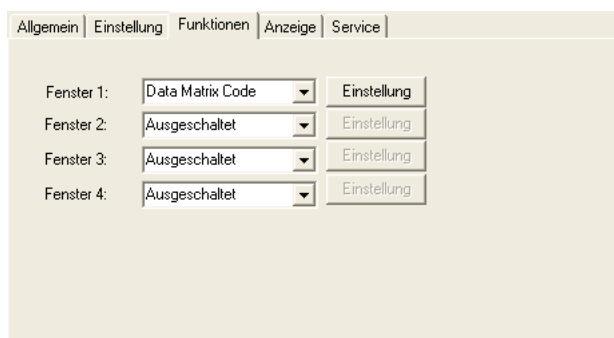 Allgemein Einstellung Funktionen Anzeige Service
Fenster 1: Data Matrix Code Einstellung
Fenster 2: Ausgeschaltet Einstellung
Fenster 3: Ausgeschaltet Einstellung
Fenster 4: Ausgeschaltet Einstellung